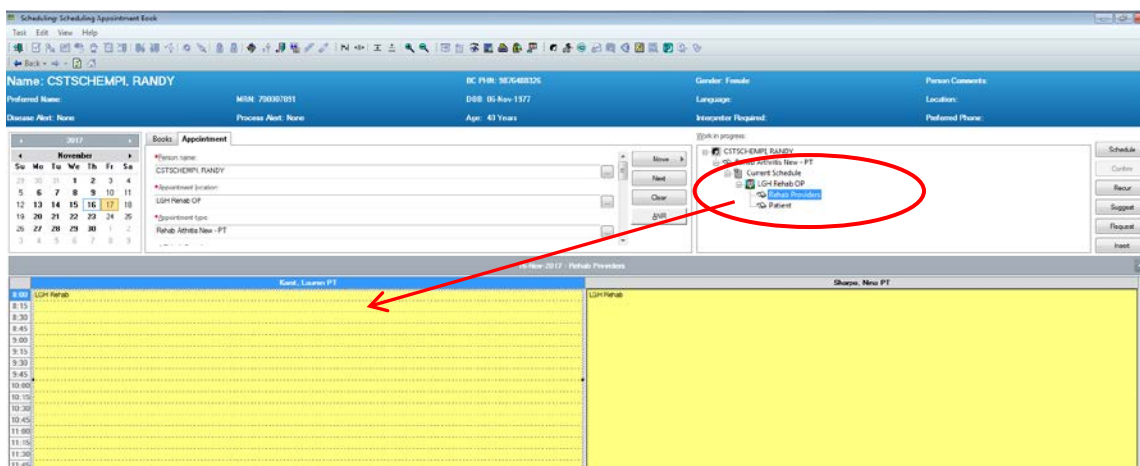 Scheduling: Scheduling Appointment Book
Task Edit View Help
Back
Name: CSTSCHEMPI, RANDY
BC PHN: 9876488326
Gender: Female
Person Comments:
Preferred Name:
MRN: 700007891
DOB: 06-Nov-1977
Language:
Location:
Disease Alert: None
Process Alert: None
Age: 40 Years
Interpreter Required:
Preferred Phone:
2017
November
Su Mo Tu We Th Fr Sa
29 30 31 1 2 3 4
5 6 7 8 9 10 11
12 13 14 15 16 17 18
19 20 21 22 23 24 25
26 27 28 29 30 1 2
3 4 5 6 7 8 9
Books Appointment
*Person name:
CSTSCHEMPI, RANDY
*Appointment location:
LGH Rehab OP
*Appointment type:
Rehab Arthritis New - PT
Move
Next
Clear
ANR
Work in progress:
CSTSCHEMPI, RANDY
Rehab Arthritis New - PT
Current Schedule
LGH Rehab OP
Rehab Providers
Patient
Schedule
Confirm
Recur
Suggest
Request
Insert
16-Nov-2017 - Rehab Providers
Lauren PT
Sharpe, Nina PT
8:00
LGH Rehab
LGH Rehab
8:15
8:30
8:45
9:00
9:15
9:30
9:45
10:00
10:15
10:30
10:45
11:00
11:15
11:30
11:45